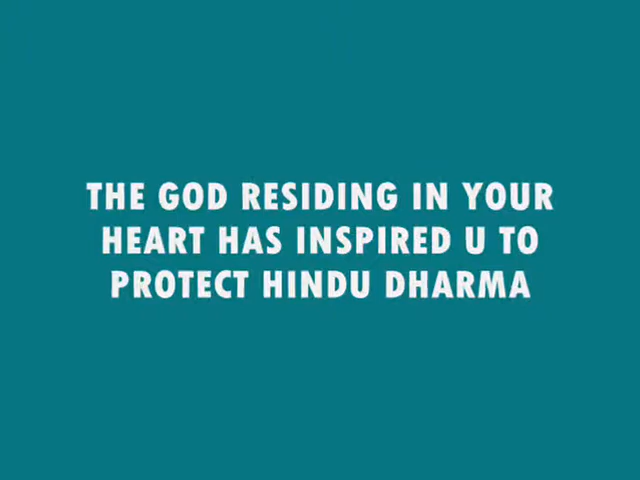 THE GOD RESIDING IN YOUR
HEART HAS INSPIRED U TO
PROTECT HINDU DHARMA